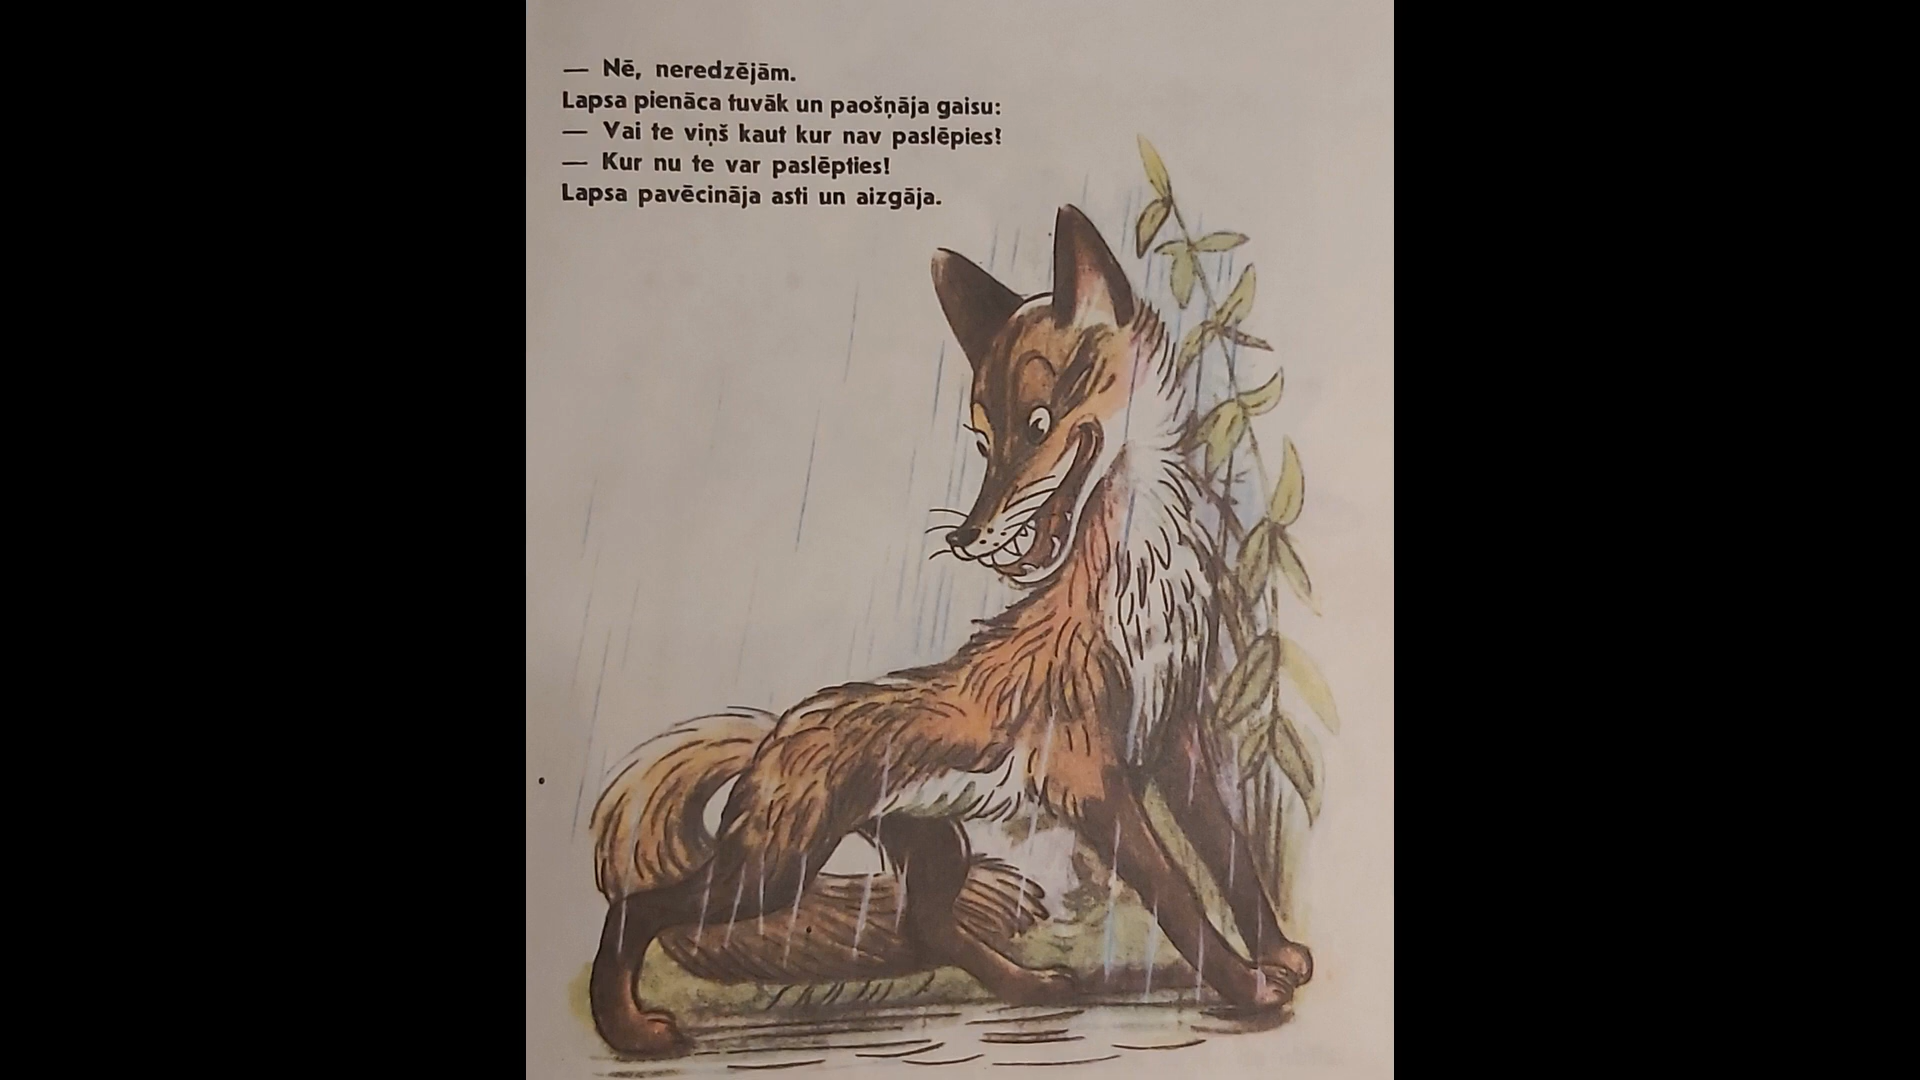 — Nē, neredzējām.
Lapsa pienāca tuvāk un paošņāja gaisu:
— Vai te viņš kaut kur nav paslēpies?
— Kur nu te var paslēpties!
Lapsa pavēcināja asti un aizgāja.